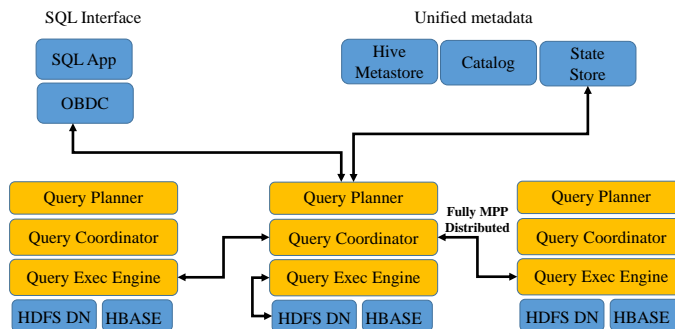 SQL Interface
Unified metadata
SQL App
OBDC
Hive
Metastore
Catalog
State
Store
Query Planner
Query Coordinator
Query Exec Engine
HDFS DN
HBASE
Query Planner
Query Coordinator
Query Exec Engine
HDFS DN
HBASE
Fully MPP
Distributed
Query Planner
Query Coordinator
Query Exec Engine
HDFS DN
HBASE